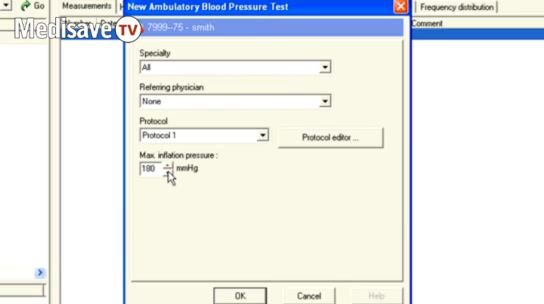 Go
Measurements
New Ambulatory Blood Pressure Test
Frequency distribution
Medisave TV
7999--75 - smith
Comment
Specialty
All
Referring physician
None
Protocol
Protocol 1
Protocol editor ...
Max. inflation pressure :
180 mmHg
OK
Cancel
Help